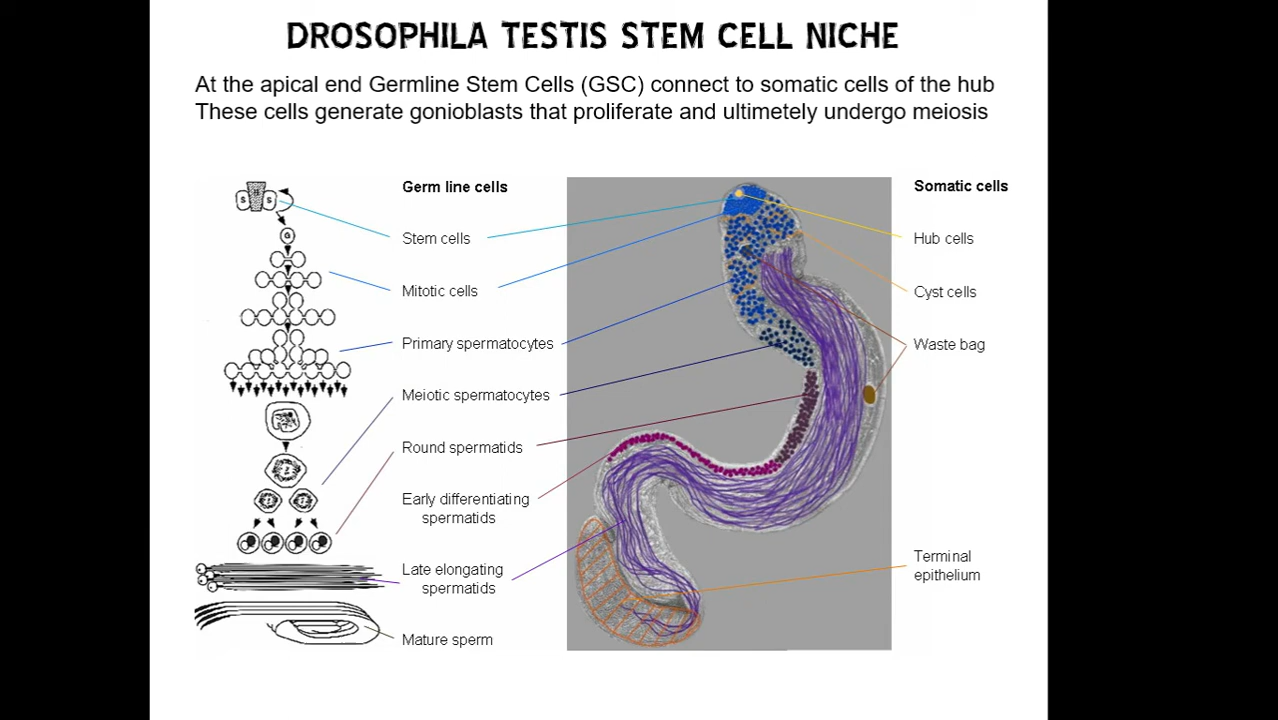 DROSOPHILA TESTIS STEM CELL NICHE
At the apical end Germline Stem Cells (GSC) connect to somatic cells of the hub
These cells generate gonioblasts that proliferate and ultimetely undergo meiosis
Germ line cells
Somatic cells
S
H
S
G
Stem cells
Hub cells
Mitotic cells
Cyst cells
Primary spermatocytes
Waste bag
Meiotic spermatocytes
Round spermatids
Early differentiating
spermatids
Late elongating
spermatids
Terminal
epithelium
Mature sperm